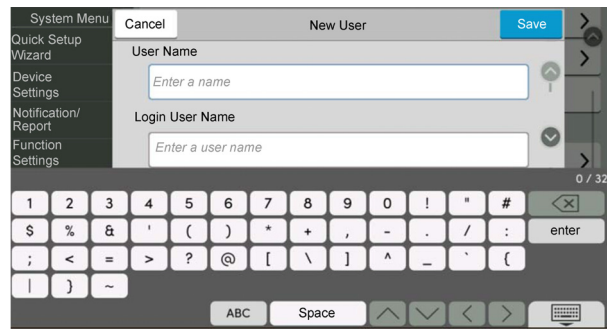 System Menu
Cancel
New User
Save
Quick Setup
Wizard
User Name
Enter a name
Device
Settings
Notification/
Report
Login User Name
Enter a user name
Function
Settings
0 / 32
1 2 3 4 5 6 7 8 9 0 ! " #
$ % & ' ( ) * + , - . / : enter
; < = > ? @ [ \ ] ^ _ ` {
| } ~
ABC Space